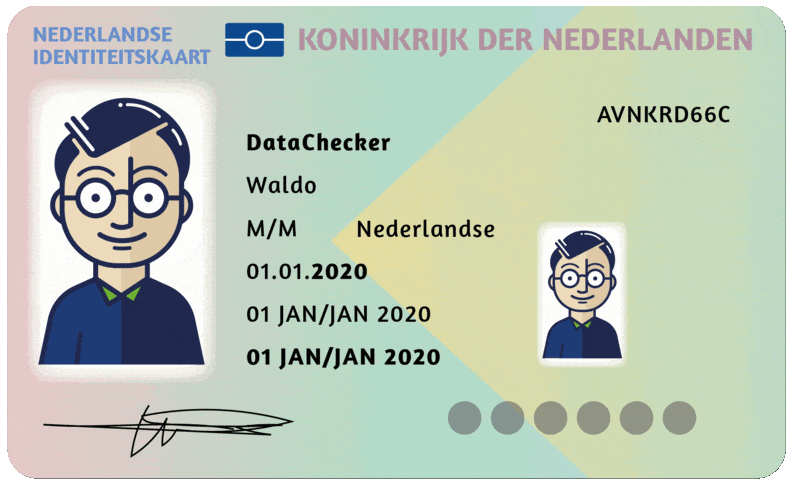 NEDERLANDSE
IDENTITEITSKAART
KONINKRIJK DER NEDERLANDEN
AVNKRD66C
DataChecker
Waldo
M/M Nederlandse
01.01.2020
01 JAN/JAN 2020
01 JAN/JAN 2020